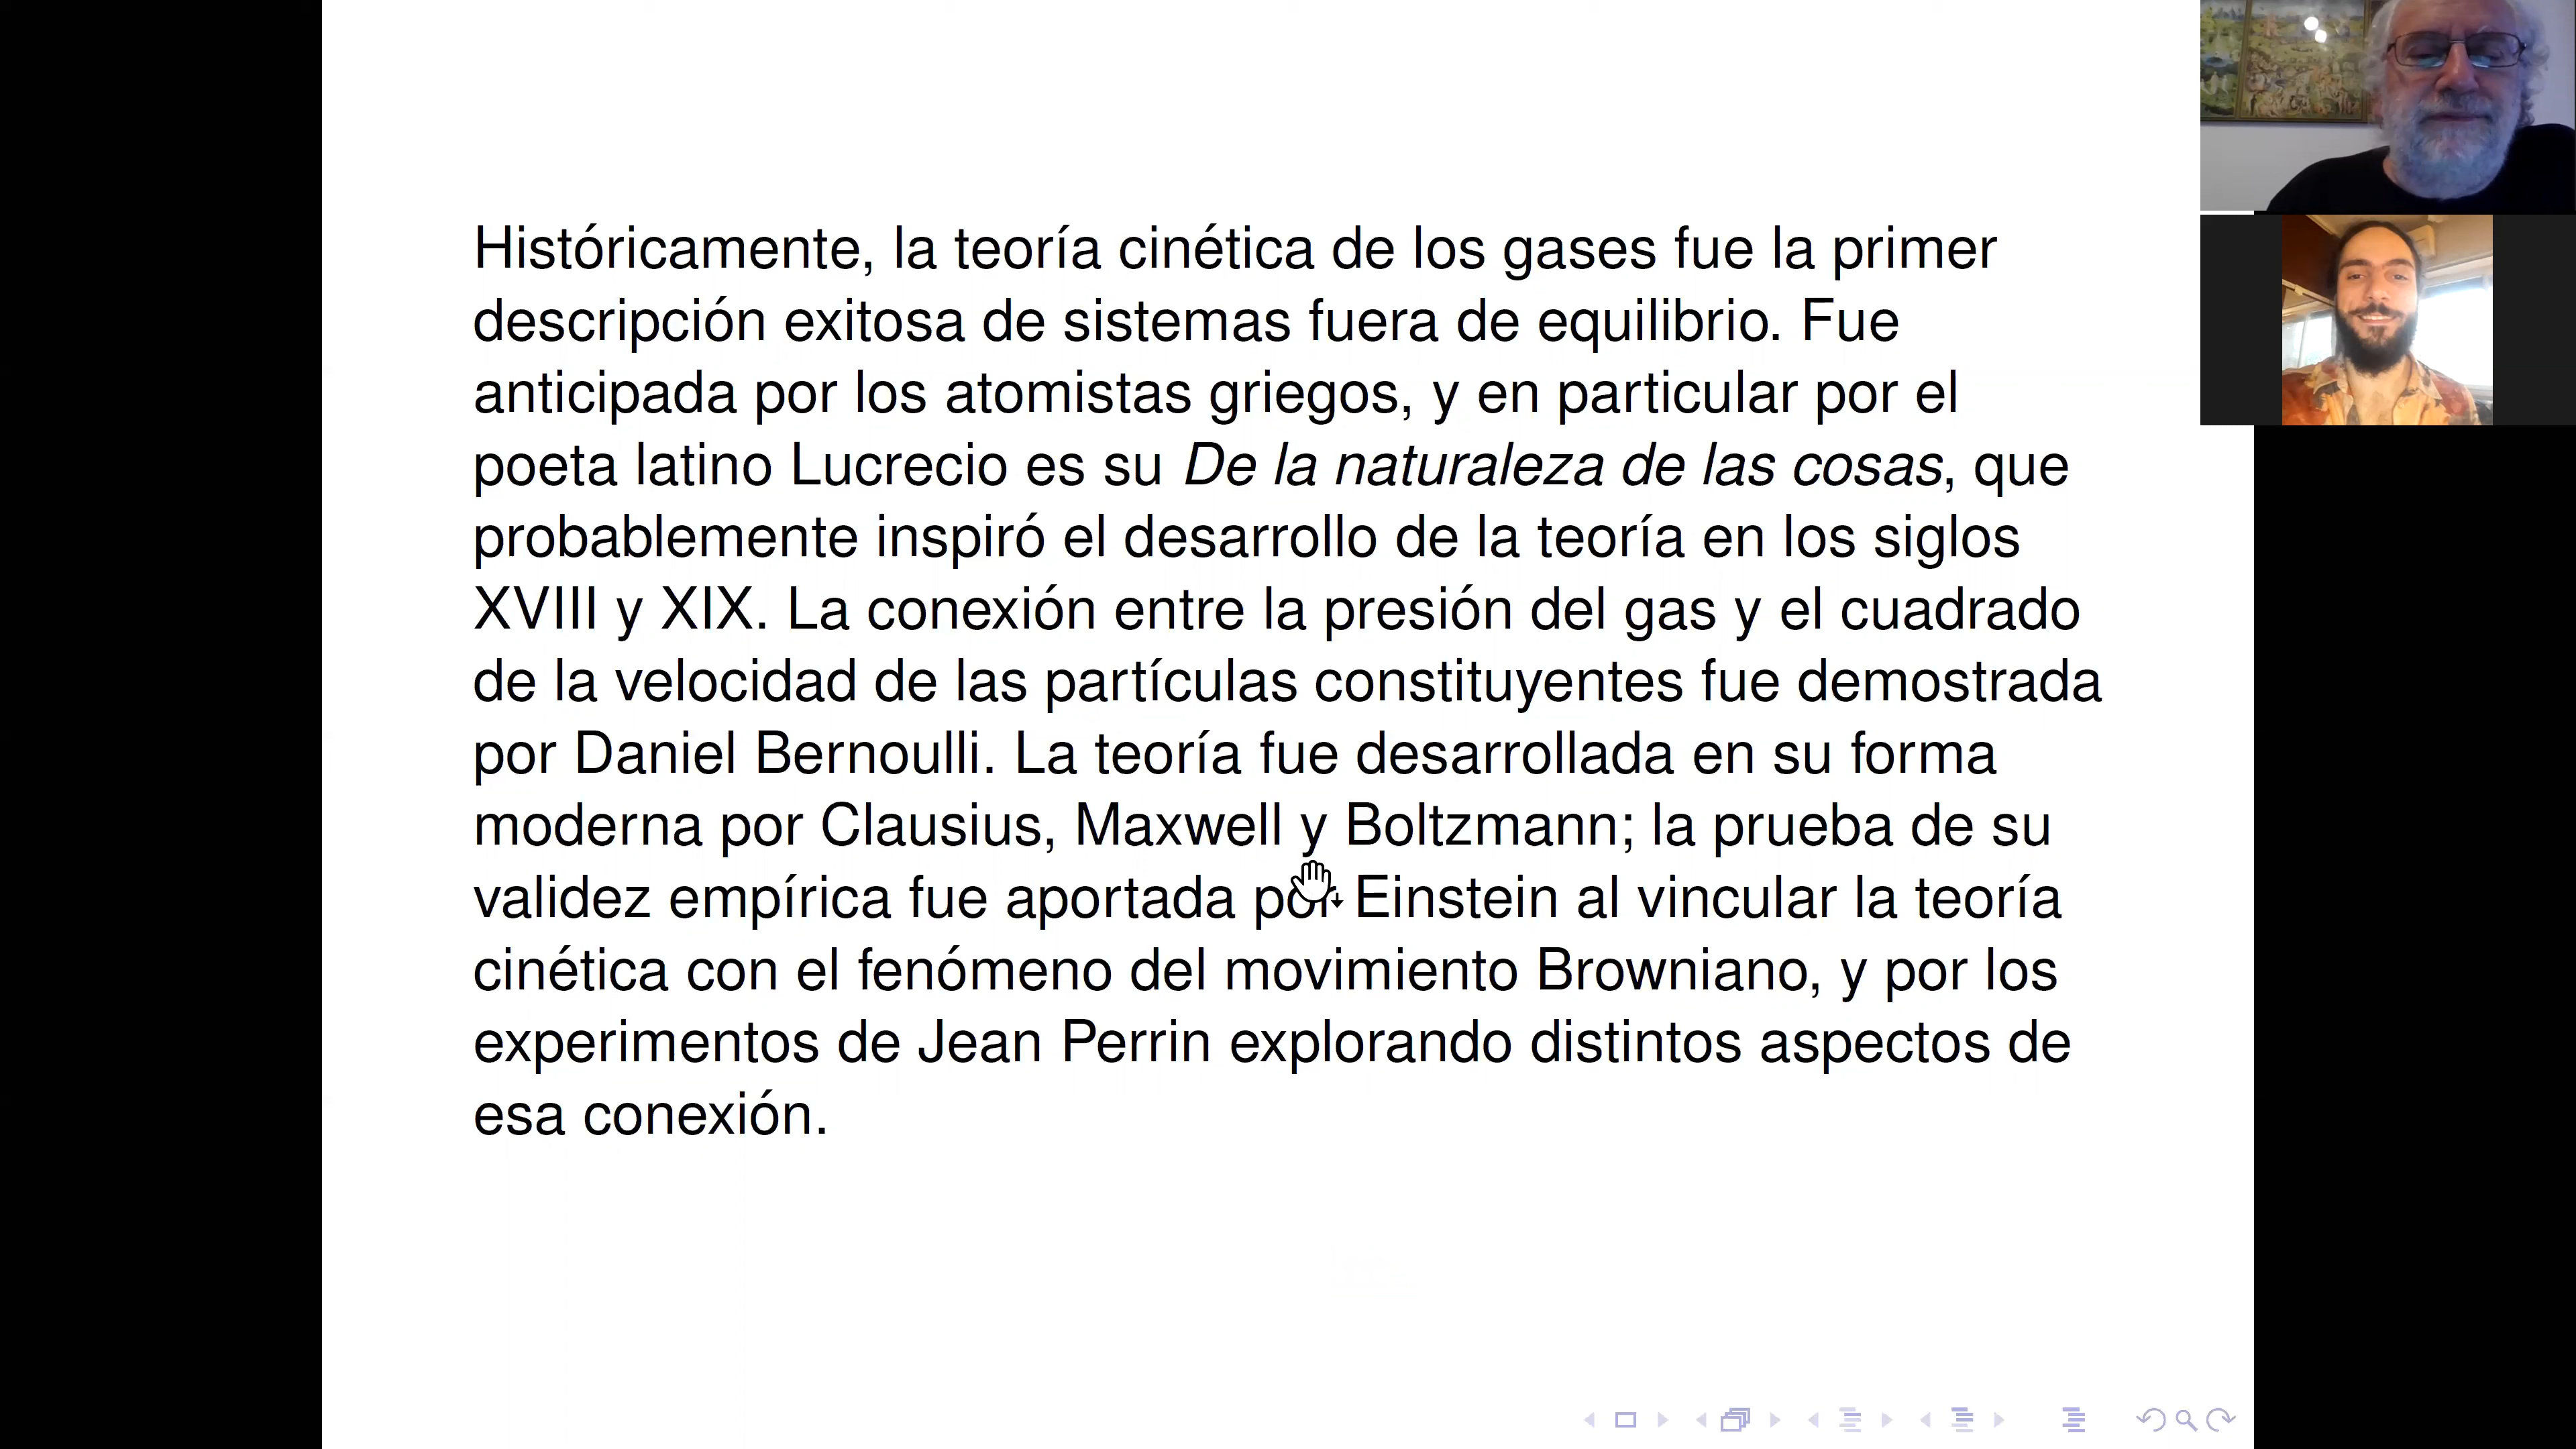 Históricamente, la teoría cinética de los gases fue la primer
descripción exitosa de sistemas fuera de equilibrio. Fue
anticipada por los atomistas griegos, y en particular por el
poeta latino Lucrecio es su De la naturaleza de las cosas, que
probablemente inspiró el desarrollo de la teoría en los siglos
XVIII y XIX. La conexión entre la presión del gas y el cuadrado
de la velocidad de las partículas constituyentes fue demostrada
por Daniel Bernoulli. La teoría fue desarrollada en su forma
moderna por Clausius, Maxwell y Boltzmann; la prueba de su
validez empírica fue aportada por Einstein al vincular la teoría
cinética con el fenómeno del movimiento Browniano, y por los
experimentos de Jean Perrin explorando distintos aspectos de
esa conexión.